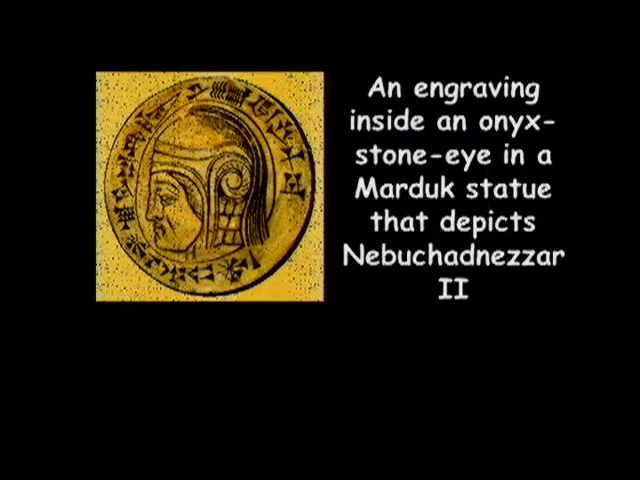 An engraving
inside an onyx-
stone-eye in a
Marduk statue
that depicts
Nebuchadnezzar
II